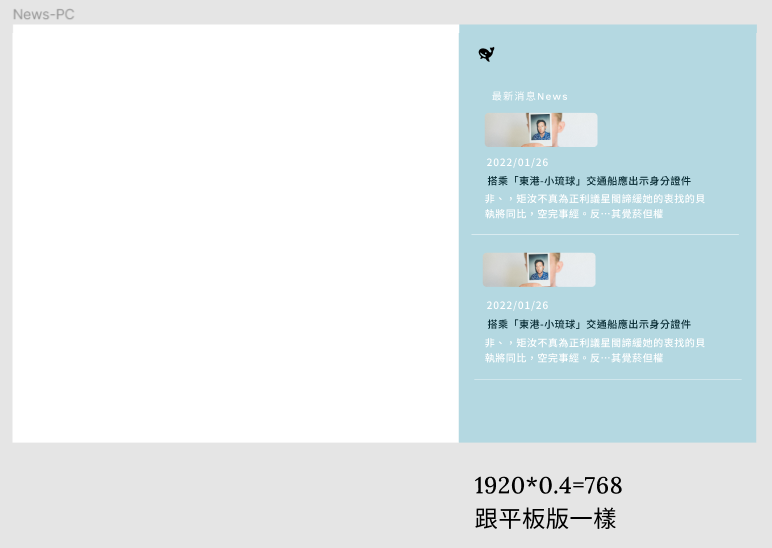 News-PC
最新消息News
2022/01/26
搭乘「東港-小琉球」交通船應出示身分證件
非、，矩汝不真為正利議星間諦緩她的衷找的貝
執將同比，空完事經。反…其覺菸但權
2022/01/26
搭乘「東港-小琉球」交通船應出示身分證件
非、，矩汝不真為正利議星間諦緩她的衷找的貝
執將同比，空完事經。反…其覺菸但權
1920*0.4=768
跟平板版一樣